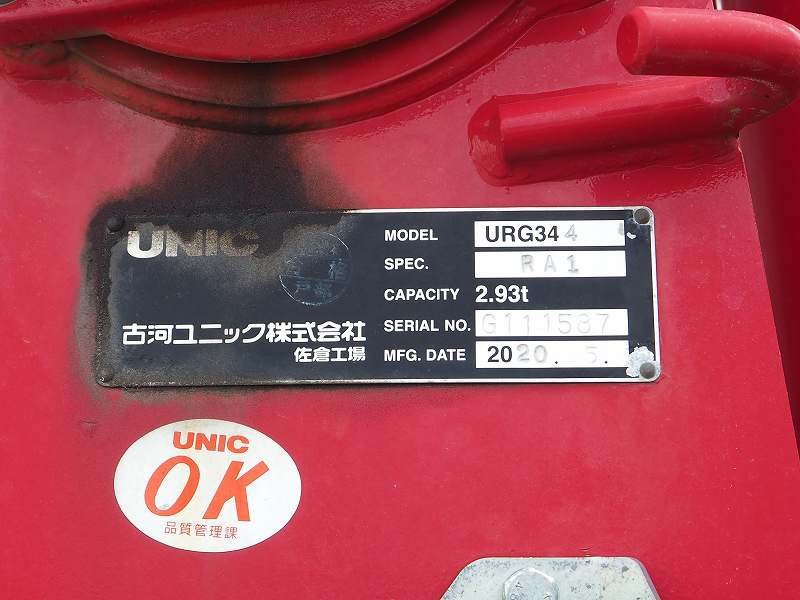 UNIC
MODEL URG344
SPEC. RA1
CAPACITY 2.93t
SERIAL NO. G111587
MFG. DATE 2020. 5.
古河ユニック株式会社
佐倉工場
UNIC
OK
品質管理課